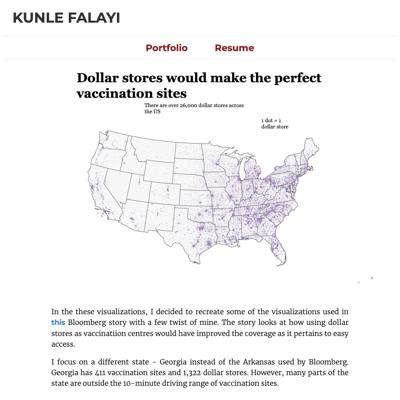 KUNLE FALAYI
Portfolio Resume
Dollar stores would make the perfect
vaccination sites
There are over 26,000 dollar stores across
the US
1 dot = 1
dollar store
In the these visualizations, I decided to recreate some of the visualizations used in
this Bloomberg story with a few twist of mine. The story looks at how using dollar
stores as vaccinatiion centres would have improved the coverage as it pertains to easy
access.
I focus on a different state - Georgia instead of the Arkansas used by Bloomberg.
Georgia has 411 vaccination sites and 1,322 dollar stores. However, many parts of the
state are outside the 10-minute driving range of vaccination sites.